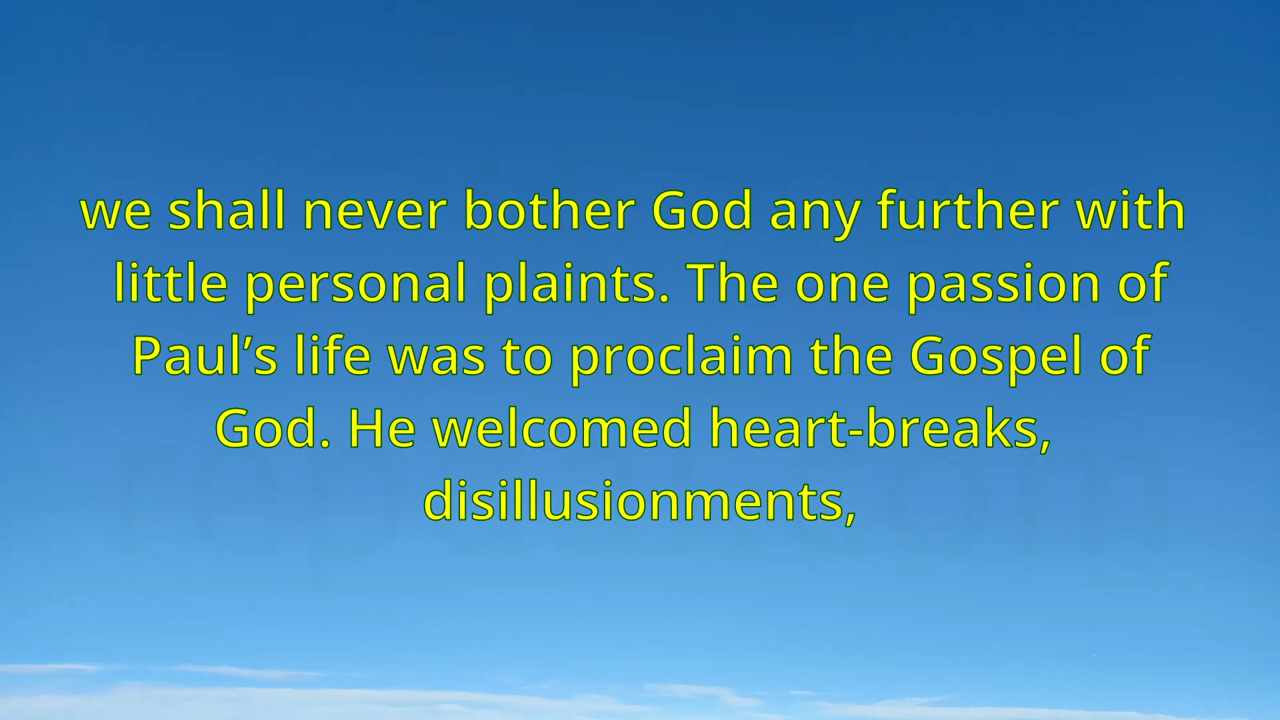 we shall never bother God any further with
little personal plaints. The one passion of
Paul’s life was to proclaim the Gospel of
God. He welcomed heart-breaks,
disillusionments,